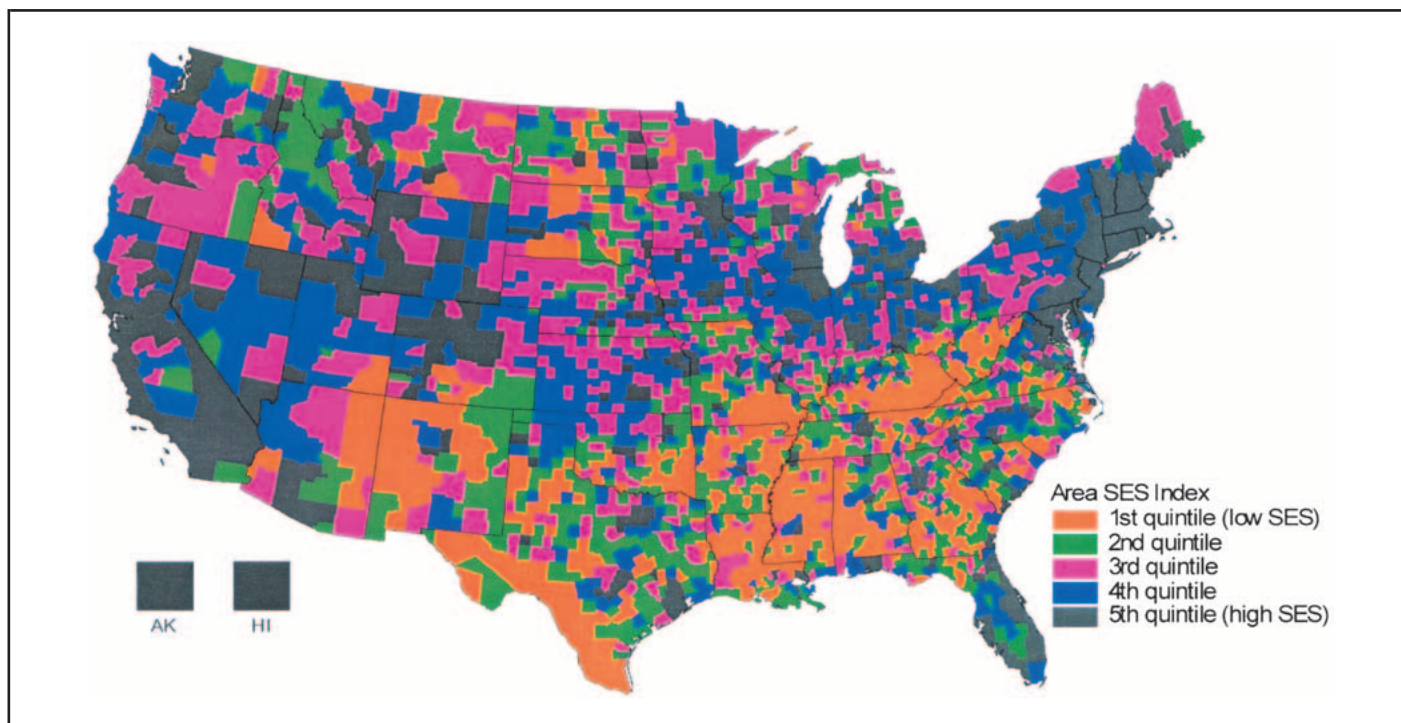 Area SES Index
1st quintile (low SES)
2nd quintile
3rd quintile
4th quintile
5th quintile (high SES)
AK
HI